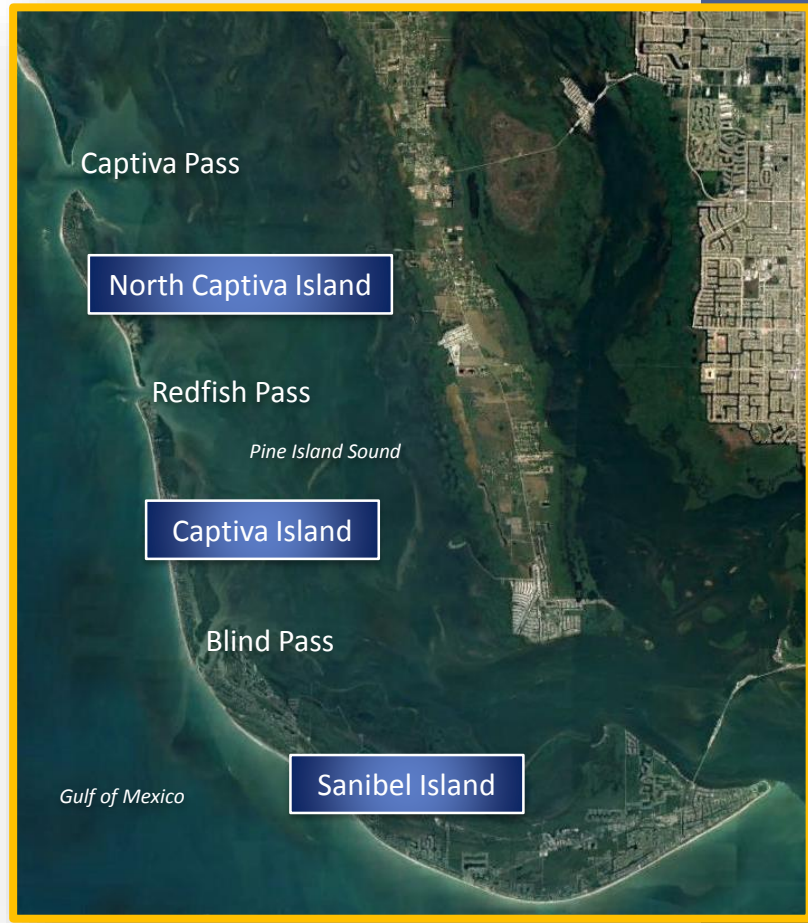 Captiva Pass
North Captiva Island
Redfish Pass
Pine Island Sound
Captiva Island
Blind Pass
Sanibel Island
Gulf of Mexico